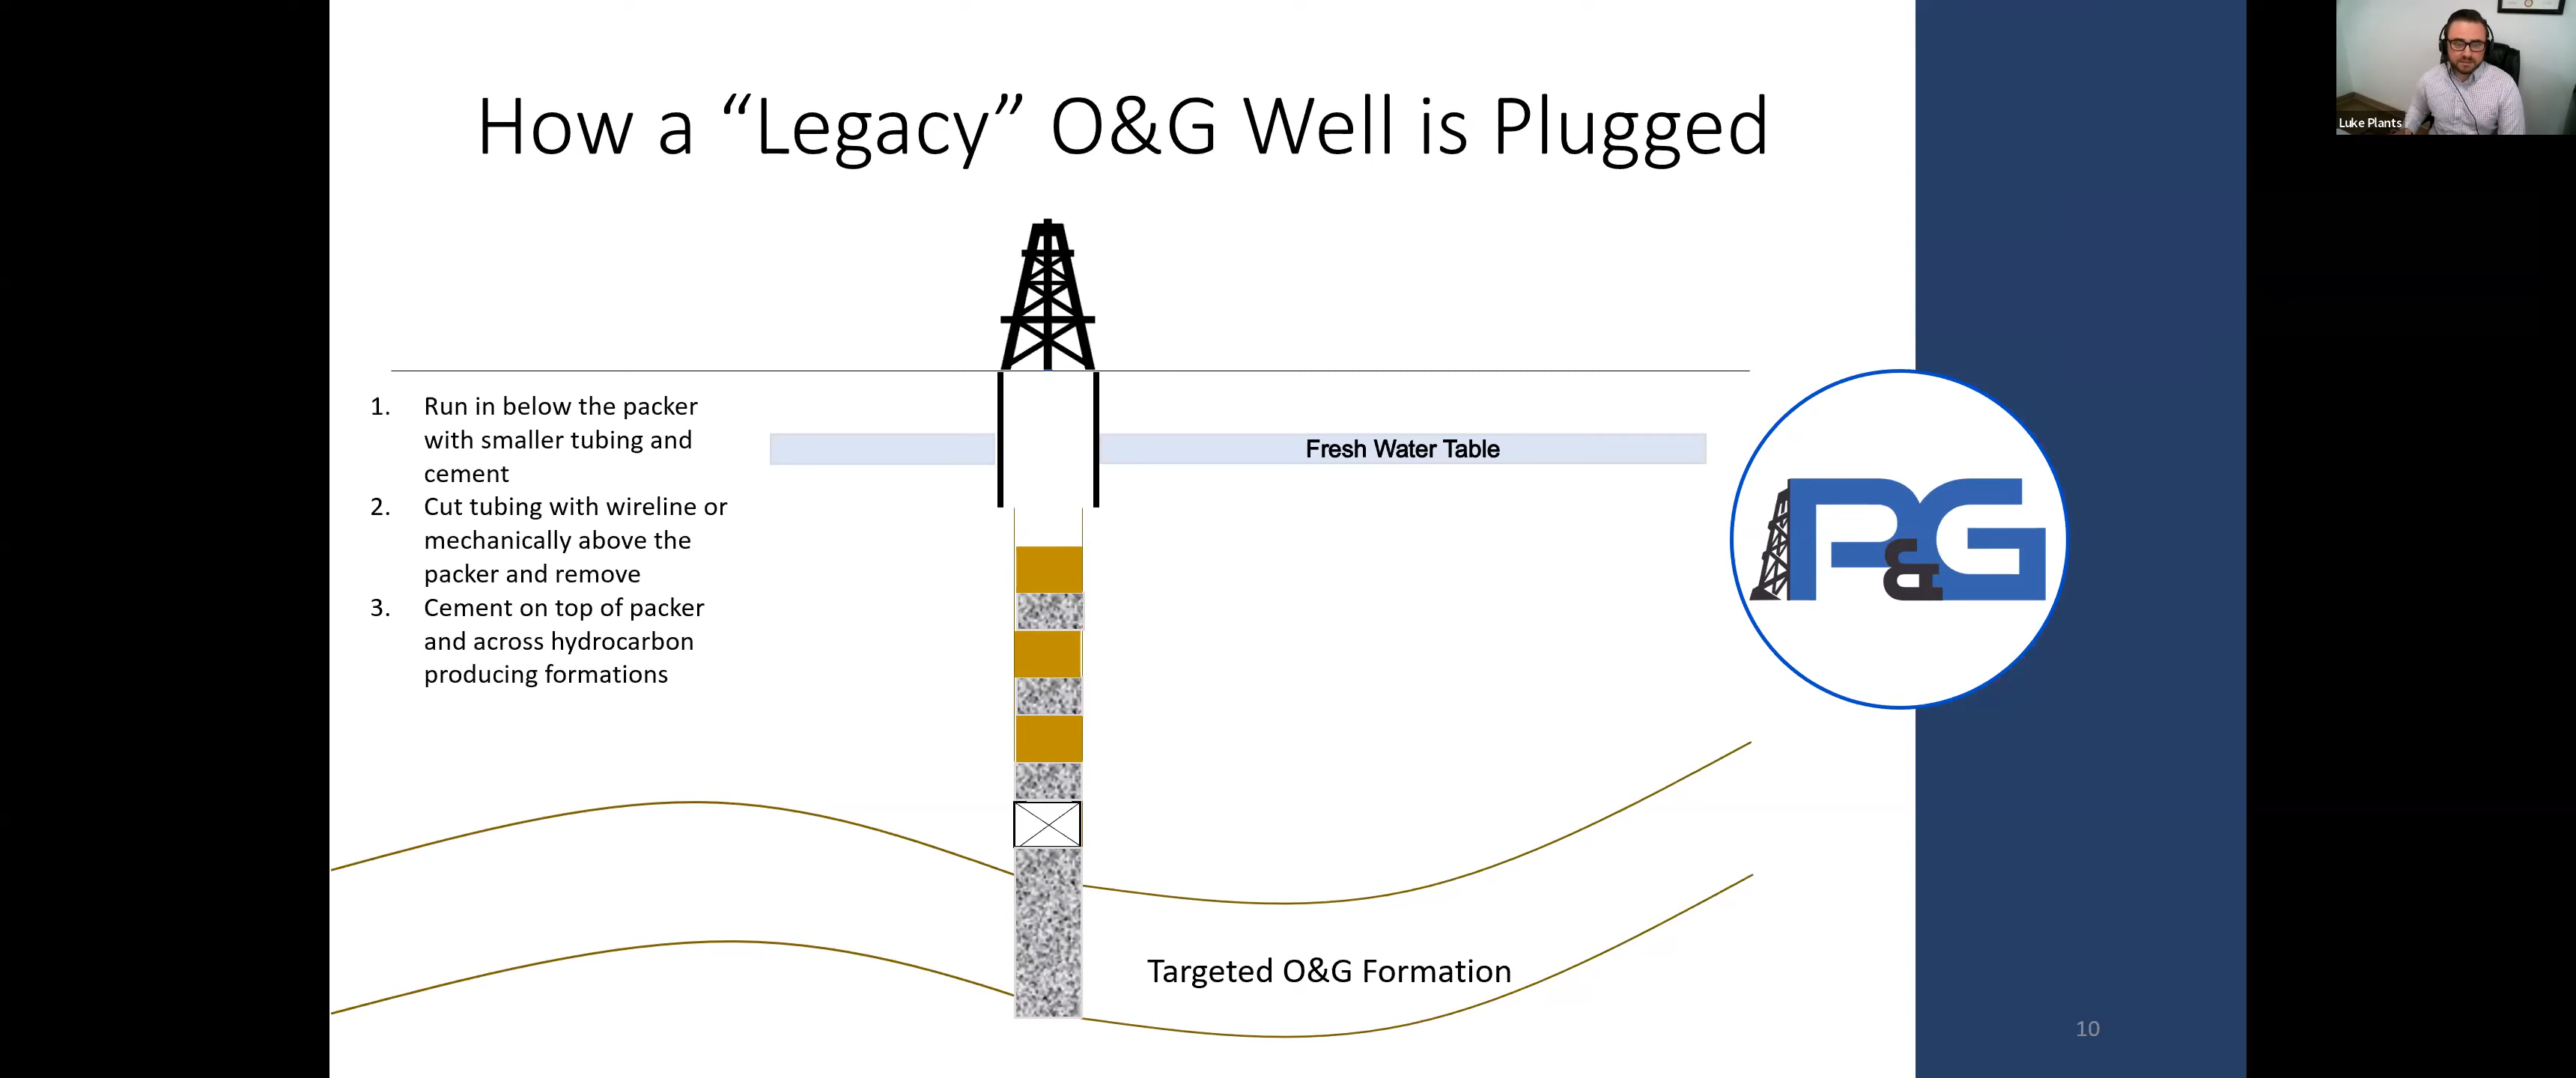 How a “Legacy” O&G Well is Plugged
Luke Plants
1. Run in below the packer
with smaller tubing and
cement
2. Cut tubing with wireline or
mechanically above the
packer and remove
3. Cement on top of packer
and across hydrocarbon
producing formations
Fresh Water Table
P&G
Targeted O&G Formation
10